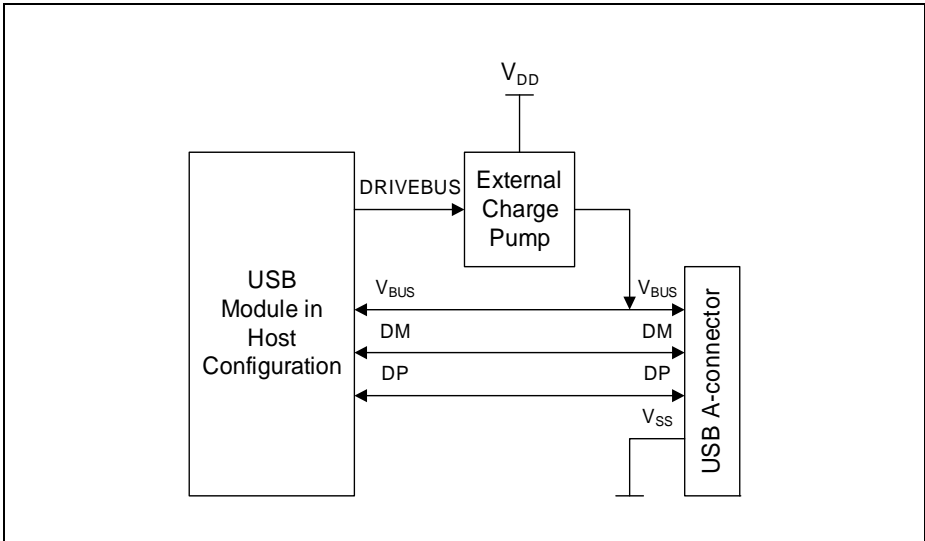 VDD
DRIVEBUS
External
Charge
Pump
USB
Module in
Host
Configuration
VBUS
VBUS
DM
DM
DP
DP
VSS
USB A-connector